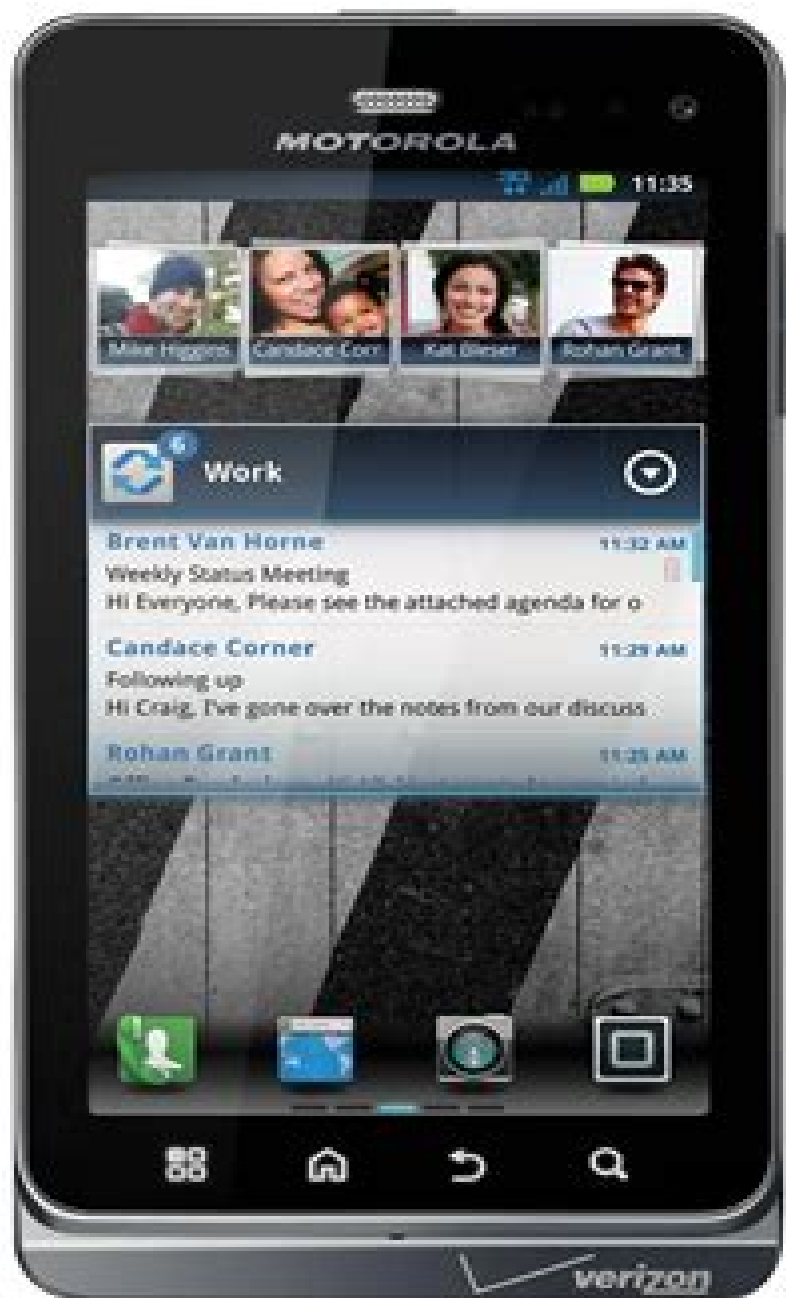 MOTOROLA
11:35
Mike Higgins Candace Corr Kat Bleser Rohan Grant
6
Work
Brent Van Horne 11:32 AM
Weekly Status Meeting
Hi Everyone, Please see the attached agenda for o
Candace Corner 11:29 AM
Following up
Hi Craig, I've gone over the notes from our discuss
Rohan Grant 11:25 AM
verizon